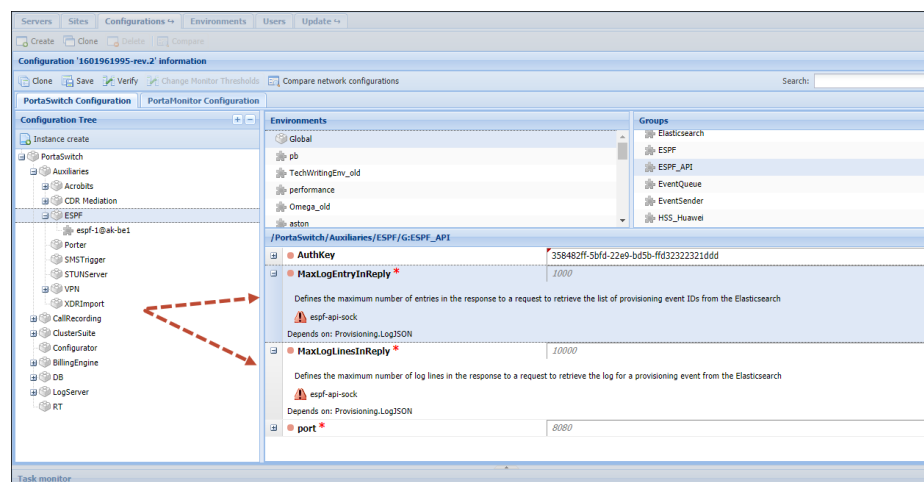 Servers Sites Configurations Environments Users Update
Create Clone Delete Compare
Configuration '1601961995-rev.2' information
Clone Save Verify Change Monitor Thresholds Compare network configurations Search:
PortaSwitch Configuration PortaMonitor Configuration
Configuration Tree
Instance create
PortaSwitch
Auxiliaries
Acrobits
CDR Mediation
ESPF
espf-1@ak-be1
Porter
SMSTrigger
STUNServer
VPN
XDRImport
CallRecording
ClusterSuite
Configurator
BillingEngine
DB
LogServer
RT
Environments
Global
pb
TechWritingEnv_old
performance
Omega_old
aston
Groups
Elasticsearch
ESPF
ESPF_API
EventQueue
EventSender
HSS_Huawei
/PortaSwitch/Auxiliaries/ESPF/G:ESPF_API
AuthKey 358482ff-5bfd-22e9-bd5b-ffd32322321ddd
MaxLogEntryInReply * 1000
Defines the maximum number of entries in the response to a request to retrieve the list of provisioning event IDs from the Elasticsearch
espf-api-sock
Depends on: Provisioning.LogJSON
MaxLogLinesInReply * 10000
Defines the maximum number of log lines in the response to a request to retrieve the log for a provisioning event from the Elasticsearch
espf-api-sock
Depends on: Provisioning.LogJSON
port * 8080
Task monitor